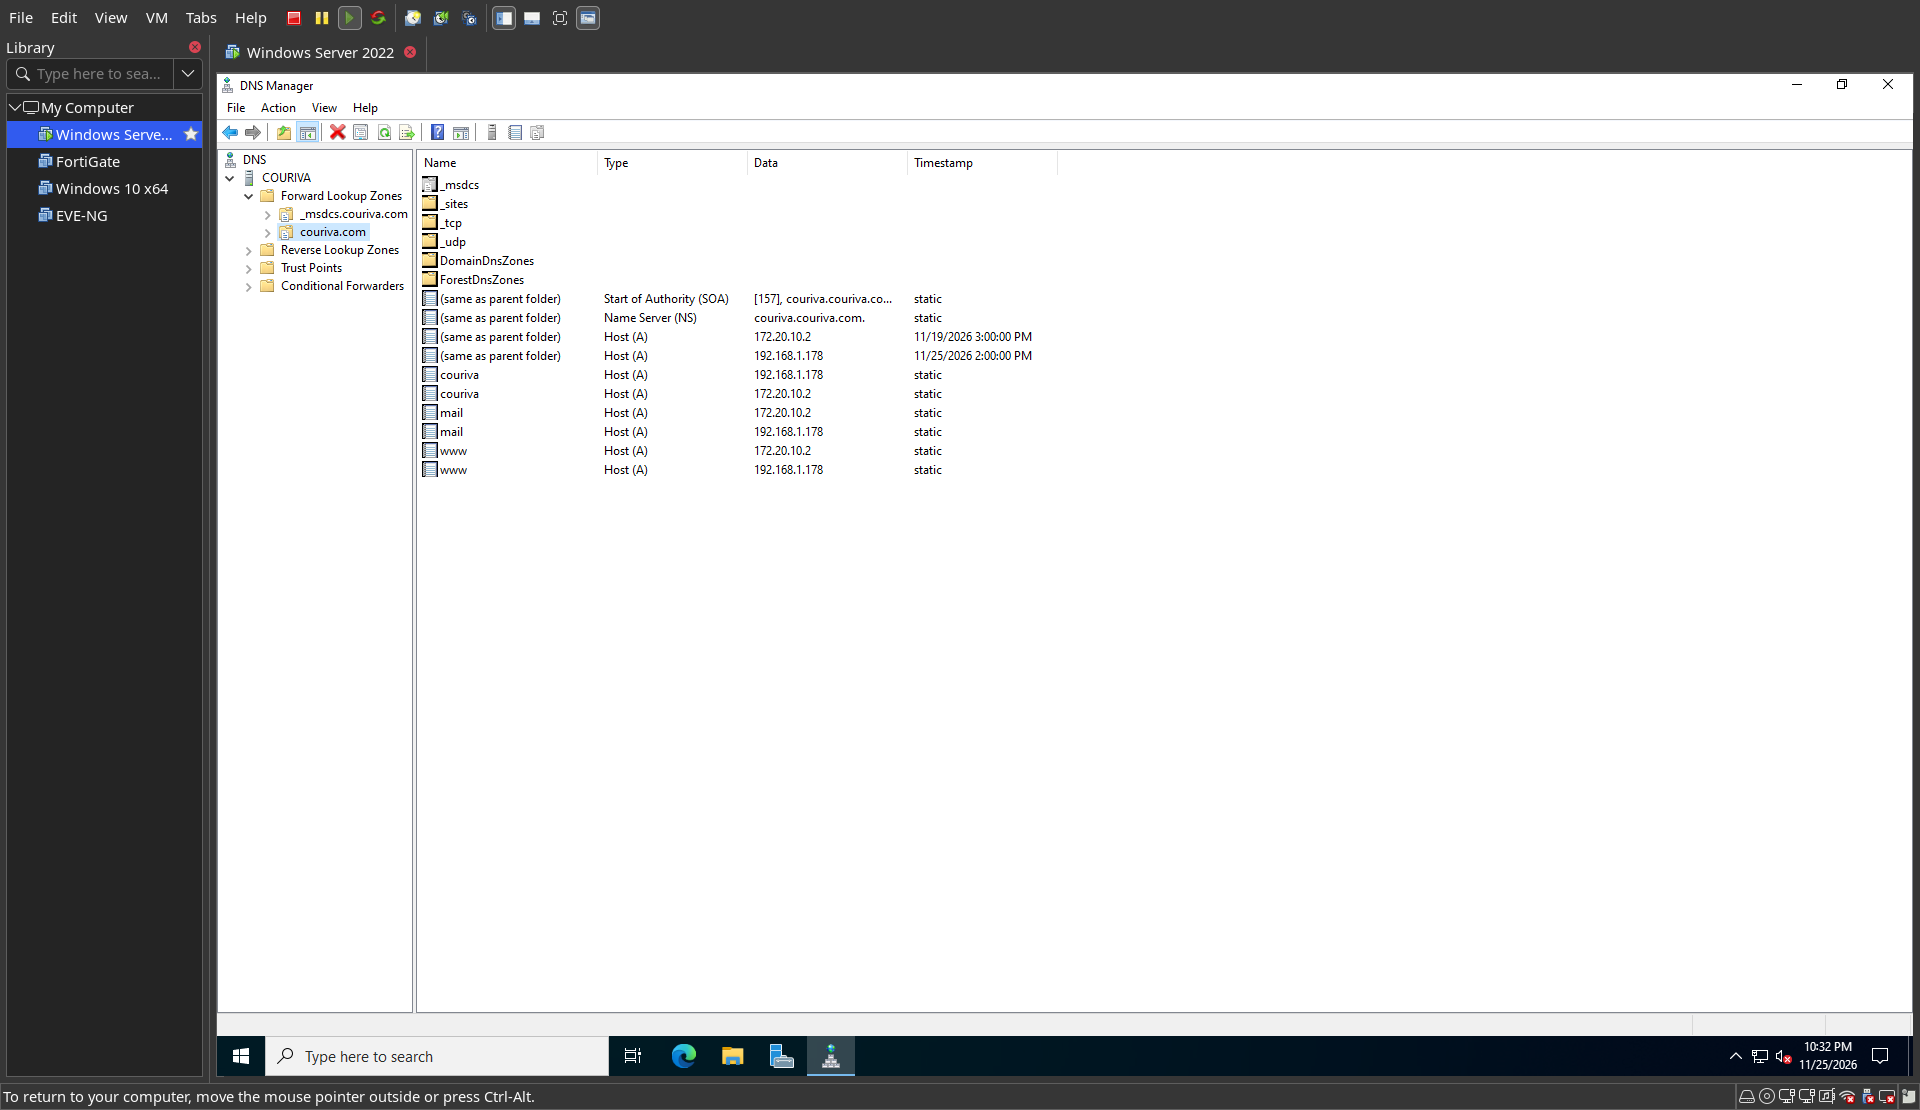 File Edit View VM Tabs Help
Library
Windows Server 2022
Type here to sea...
My Computer
Windows Serve...
FortiGate
Windows 10 x64
EVE-NG
DNS Manager
File Action View Help
DNS
COURIVA
Forward Lookup Zones
_msdcs.couriva.com
couriva.com
Reverse Lookup Zones
Trust Points
Conditional Forwarders
Name Type Data Timestamp
_msdcs
_sites
_tcp
_udp
DomainDnsZones
ForestDnsZones
(same as parent folder) Start of Authority (SOA) [157], couriva.couriva.co... static
(same as parent folder) Name Server (NS) couriva.couriva.com. static
(same as parent folder) Host (A) 172.20.10.2 11/19/2026 3:00:00 PM
(same as parent folder) Host (A) 192.168.1.178 11/25/2026 2:00:00 PM
couriva Host (A) 192.168.1.178 static
couriva Host (A) 172.20.10.2 static
mail Host (A) 172.20.10.2 static
mail Host (A) 192.168.1.178 static
www Host (A) 172.20.10.2 static
www Host (A) 192.168.1.178 static
Type here to search
10:32 PM
11/25/2026
To return to your computer, move the mouse pointer outside or press Ctrl-Alt.